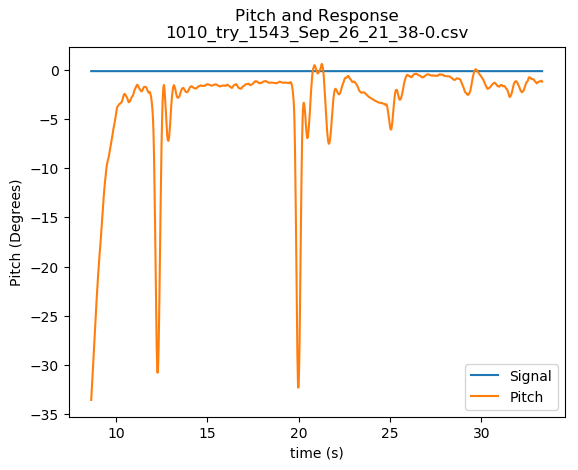 Pitch and Response
1010_try_1543_Sep_26_21_38-0.csv
Pitch (Degrees)
0
−5
−10
−15
−20
−25
−30
−35
10
15
20
25
30
time (s)
Signal
Pitch